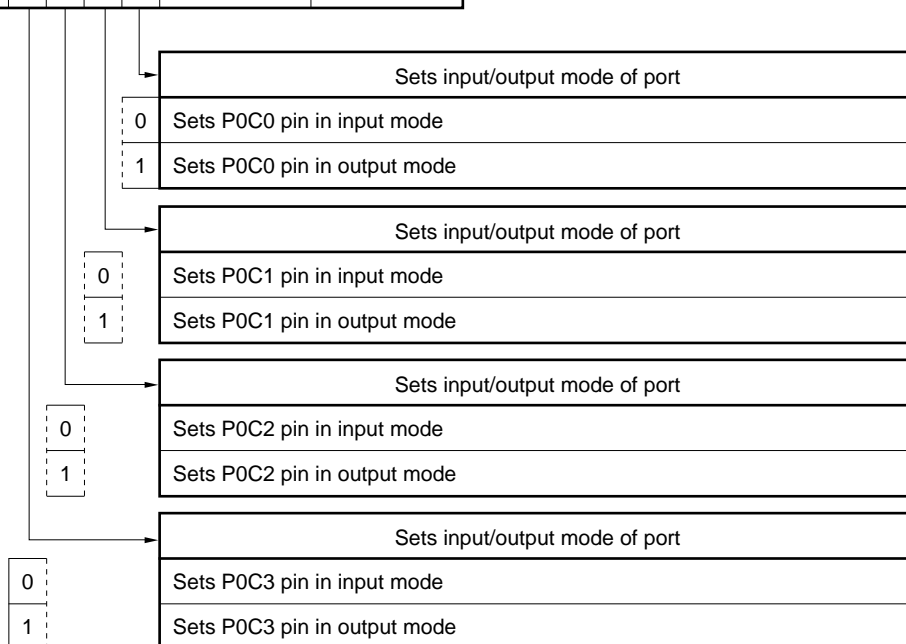 Sets input/output mode of port
0 Sets P0C0 pin in input mode
1 Sets P0C0 pin in output mode
Sets input/output mode of port
0 Sets P0C1 pin in input mode
1 Sets P0C1 pin in output mode
Sets input/output mode of port
0 Sets P0C2 pin in input mode
1 Sets P0C2 pin in output mode
Sets input/output mode of port
0 Sets P0C3 pin in input mode
1 Sets P0C3 pin in output mode